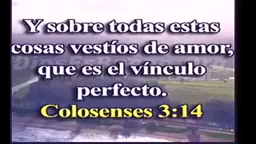 Y sobre todas estas
cosas vestíos de amor,
que es el vínculo
perfecto.
Colosenses 3:14